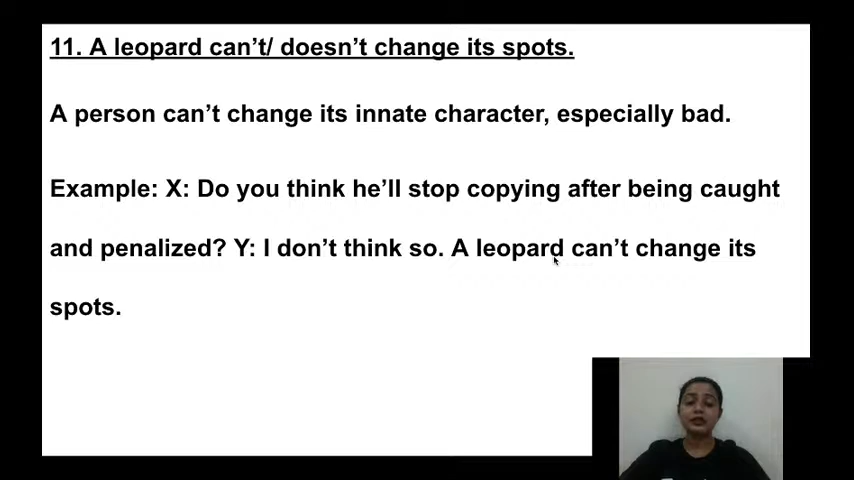 11. A leopard can’t/ doesn’t change its spots.
A person can’t change its innate character, especially bad.
Example: X: Do you think he’ll stop copying after being caught
and penalized? Y: I don’t think so. A leopard can’t change its
spots.